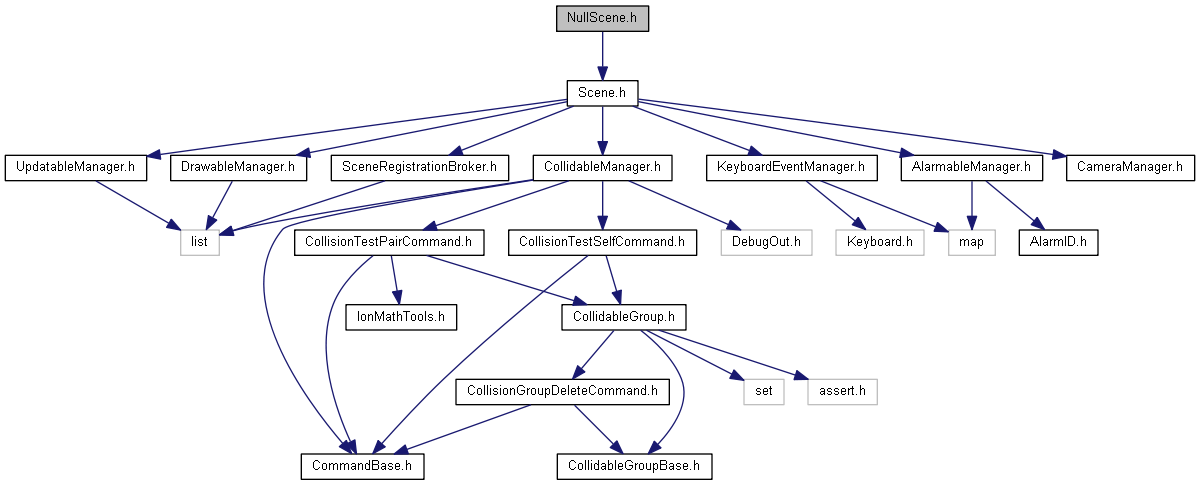 NullScene.h
Scene.h
UpdatableManager.h
DrawableManager.h
SceneRegistrationBroker.h
CollidableManager.h
KeyboardEventManager.h
AlarmableManager.h
CameraManager.h
list
CollisionTestPairCommand.h
CollisionTestSelfCommand.h
DebugOut.h
Keyboard.h
map
AlarmID.h
IonMathTools.h
CollidableGroup.h
CollisionGroupDeleteCommand.h
set
assert.h
CommandBase.h
CollidableGroupBase.h